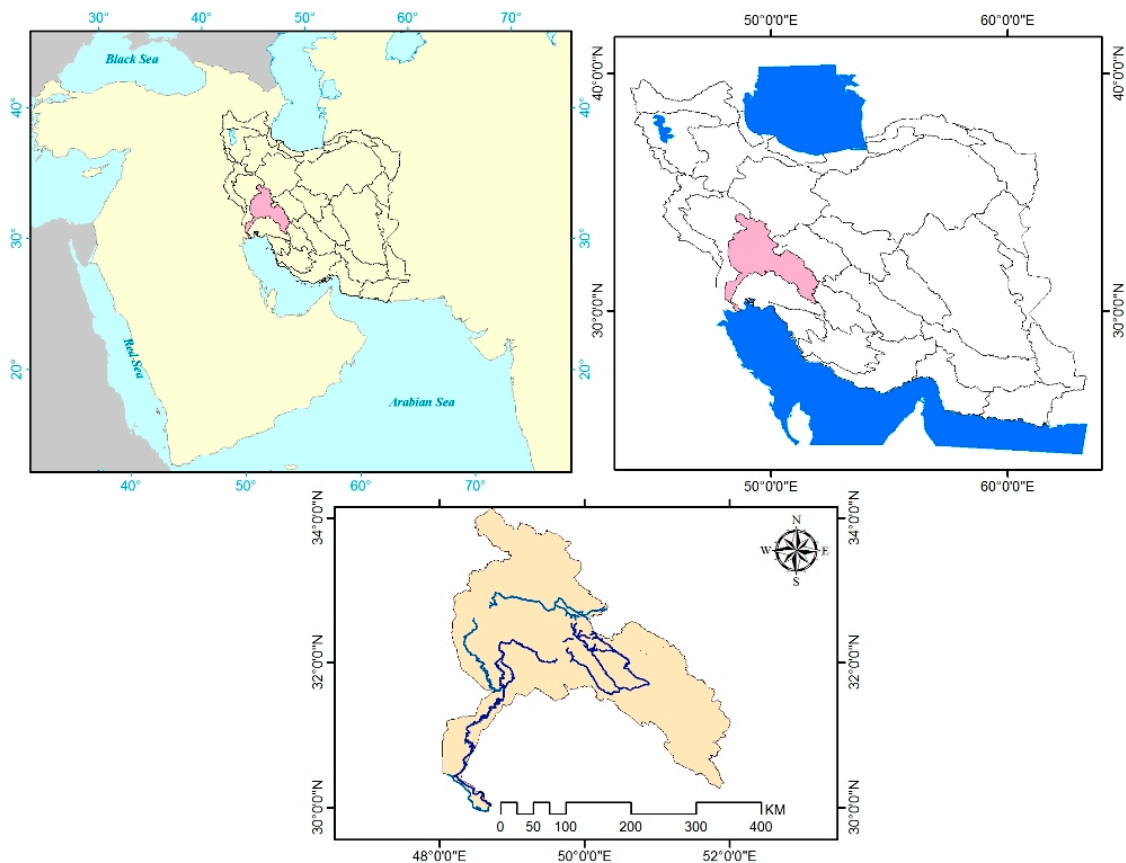 30° 40° 50° 60° 70°
Black Sea
40° 40°
30° 30°
20° 20°
Red Sea
Arabian Sea
40° 50° 60° 70°
50°0'0"E 60°0'0"E
40°0'0"N 40°0'0"N
30°0'0"N 30°0'0"N
50°0'0"E 60°0'0"E
34°0'0"N 34°0'0"N
N
W E
S
32°0'0"N 32°0'0"N
30°0'0"N 30°0'0"N
KM
0 50 100 200 300 400
48°0'0"E 50°0'0"E 52°0'0"E